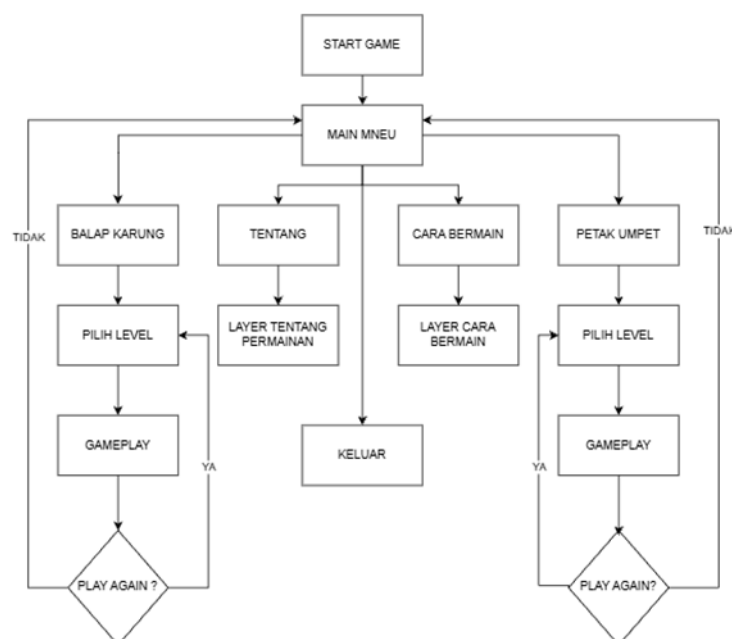 START GAME
MAIN MNEU
BALAP KARUNG
TENTANG
CARA BERMAIN
PETAK UMPET
TIDAK
TIDAK
PILIH LEVEL
LAYER TENTANG
PERMAINAN
LAYER CARA
BERMAIN
PILIH LEVEL
GAMEPLAY
KELUAR
GAMEPLAY
YA
YA
PLAY AGAIN ?
PLAY AGAIN?